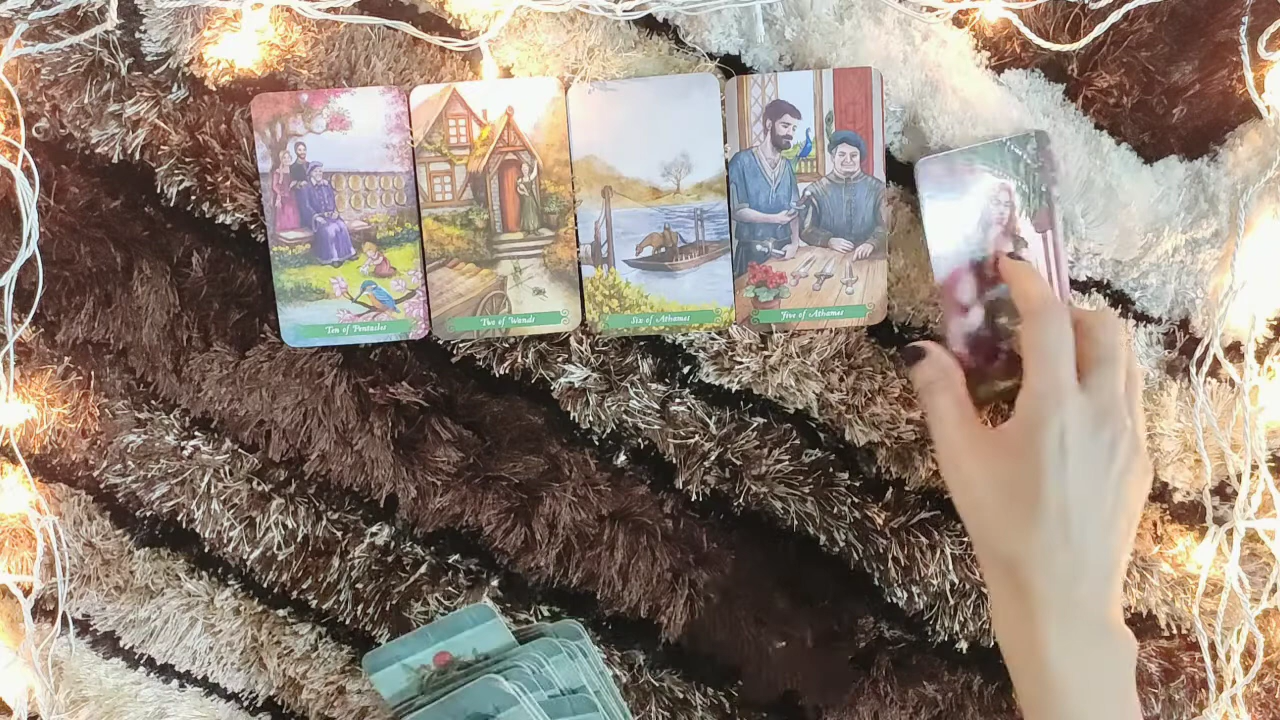 Ten of Pentacles
Two of Wands
Six of Athames
Five of Athames